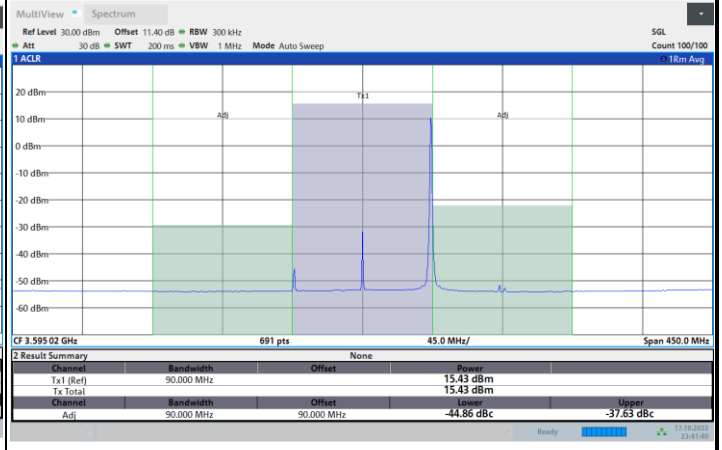 MultiView Spectrum
Ref Level 30.00 dBm Offset 11.40 dB RBW 300 kHz SGL
Att 30 dB SWT 200 ms VBW 1 MHz Mode Auto Sweep Count 100/100
1 ACLR 1Rm Avg
20 dBm
Tx1
10 dBm
Adj
Adj
0 dBm
-10 dBm
-20 dBm
-30 dBm
-40 dBm
-50 dBm
-60 dBm
CF 3.595 02 GHz 691 pts 45.0 MHz/ Span 450.0 MHz
2 Result Summary None
Channel Bandwidth Offset Power
Tx1 (Ref) 90.000 MHz 15.43 dBm
Tx Total 15.43 dBm
Channel Bandwidth Offset Lower Upper
Adj 90.000 MHz 90.000 MHz -44.86 dBc -37.63 dBc
Ready 17.10.2022
23:41:40